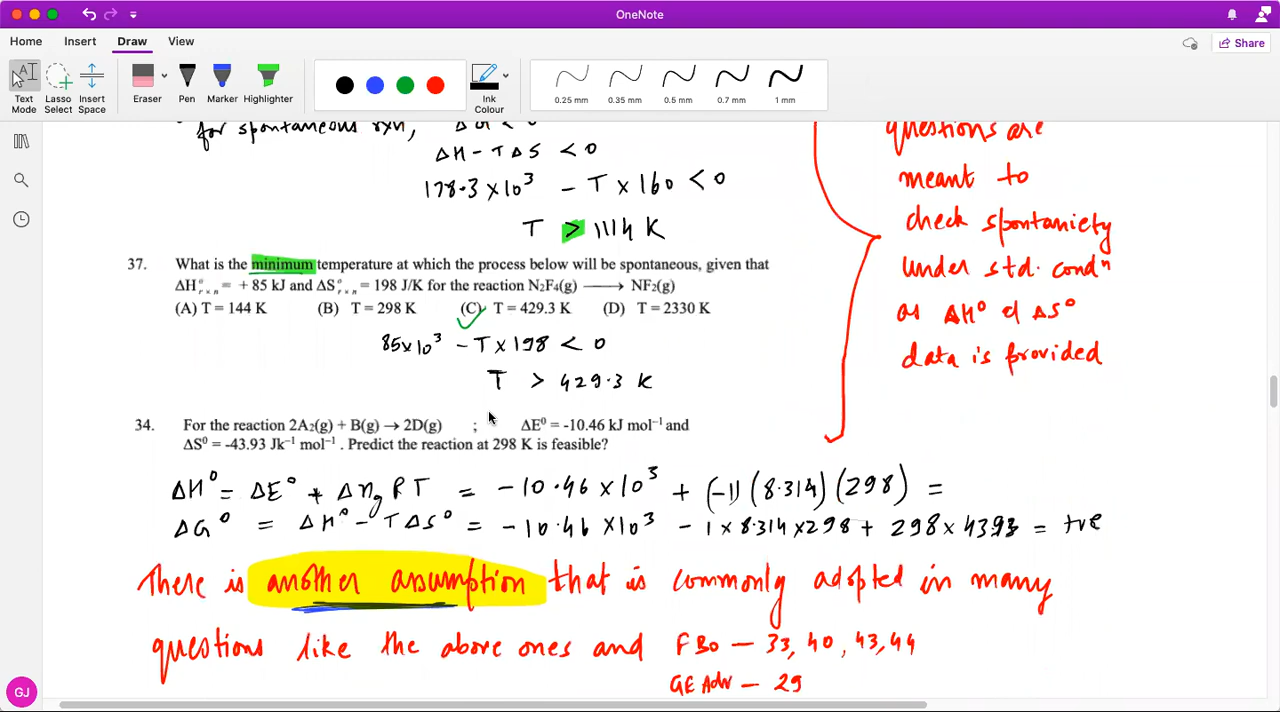 OneNote
Home Insert Draw View
Share
Text Mode
Lasso Select
Insert Space
Eraser
Pen
Marker
Highlighter
Ink Colour
0.25 mm 0.35 mm 0.5 mm 0.7 mm 1 mm
for spontaneous rxn,
ΔH - TΔS < 0
178.3 x 10³ - T x 160 < 0
T > 1114 K
37. What is the minimum temperature at which the process below will be spontaneous, given that
ΔH°rxn = + 85 kJ and ΔS°rxn = 198 J/K for the reaction N2F4(g) ⟶ NF2(g)
(A) T = 144 K (B) T = 298 K (C) T = 429.3 K (D) T = 2330 K
85x10³ - T x 198 < 0
T > 429.3 K
questions are
meant to
check spontaniety
under std. condⁿ
as ΔH° & ΔS°
data is provided
34. For the reaction 2A2(g) + B(g) → 2D(g) ; ΔE⁰ = -10.46 kJ mol⁻¹ and
ΔS⁰ = -43.93 Jk⁻¹ mol⁻¹ . Predict the reaction at 298 K is feasible?
ΔH° = ΔE° + Δng RT = -10.46 x 10³ + (-1) (8.314) (298) =
ΔG° = ΔH° - TΔS° = -10.46 x 10³ - 1 x 8.314 x 298 + 298 x 43.93 = +ve
There is another assumption that is commonly adopted in many
questions like the above ones and FBo - 33, 40, 43, 44
GE Adv - 29
GJ